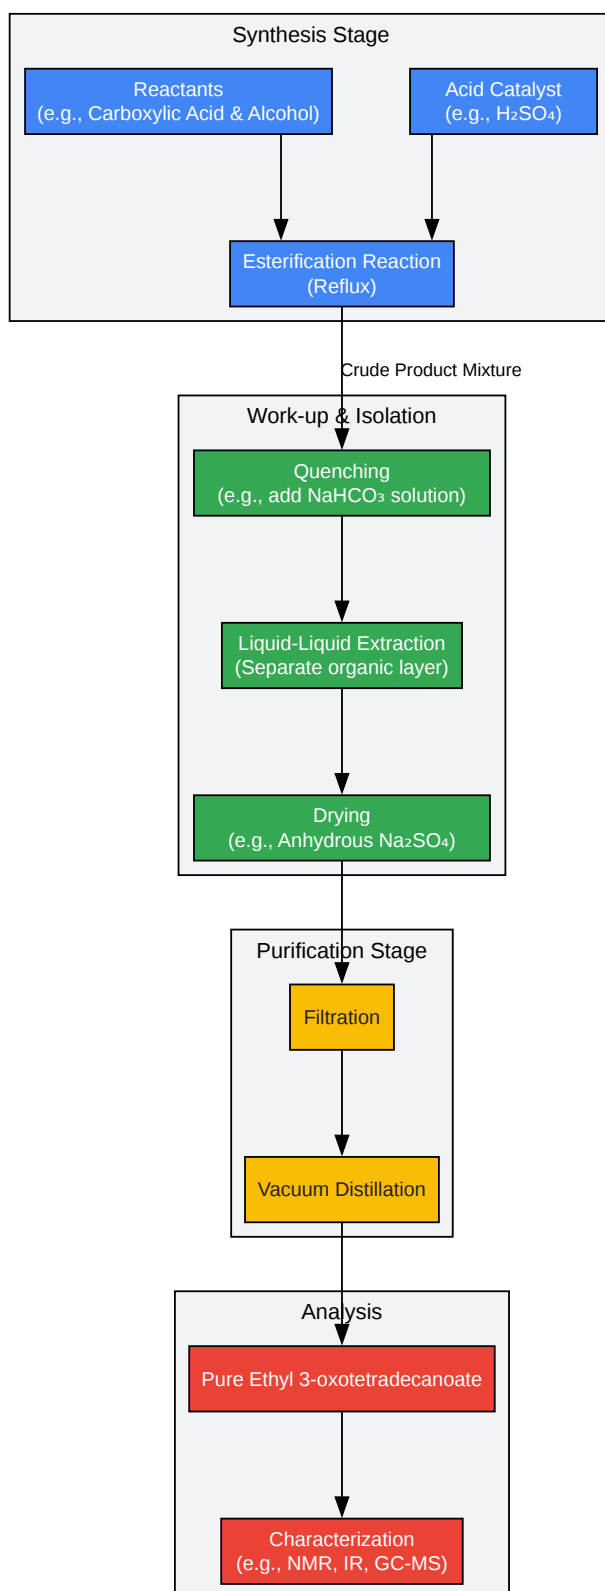 Synthesis Stage
Reactants
(e.g., Carboxylic Acid & Alcohol)
Acid Catalyst
(e.g., H₂SO₄)
Esterification Reaction
(Reflux)
Crude Product Mixture
Work-up & Isolation
Quenching
(e.g., add NaHCO₃ solution)
Liquid-Liquid Extraction
(Separate organic layer)
Drying
(e.g., Anhydrous Na₂SO₄)
Purification Stage
Filtration
Vacuum Distillation
Analysis
Pure Ethyl 3-oxotetradecanoate
Characterization
(e.g., NMR, IR, GC-MS)